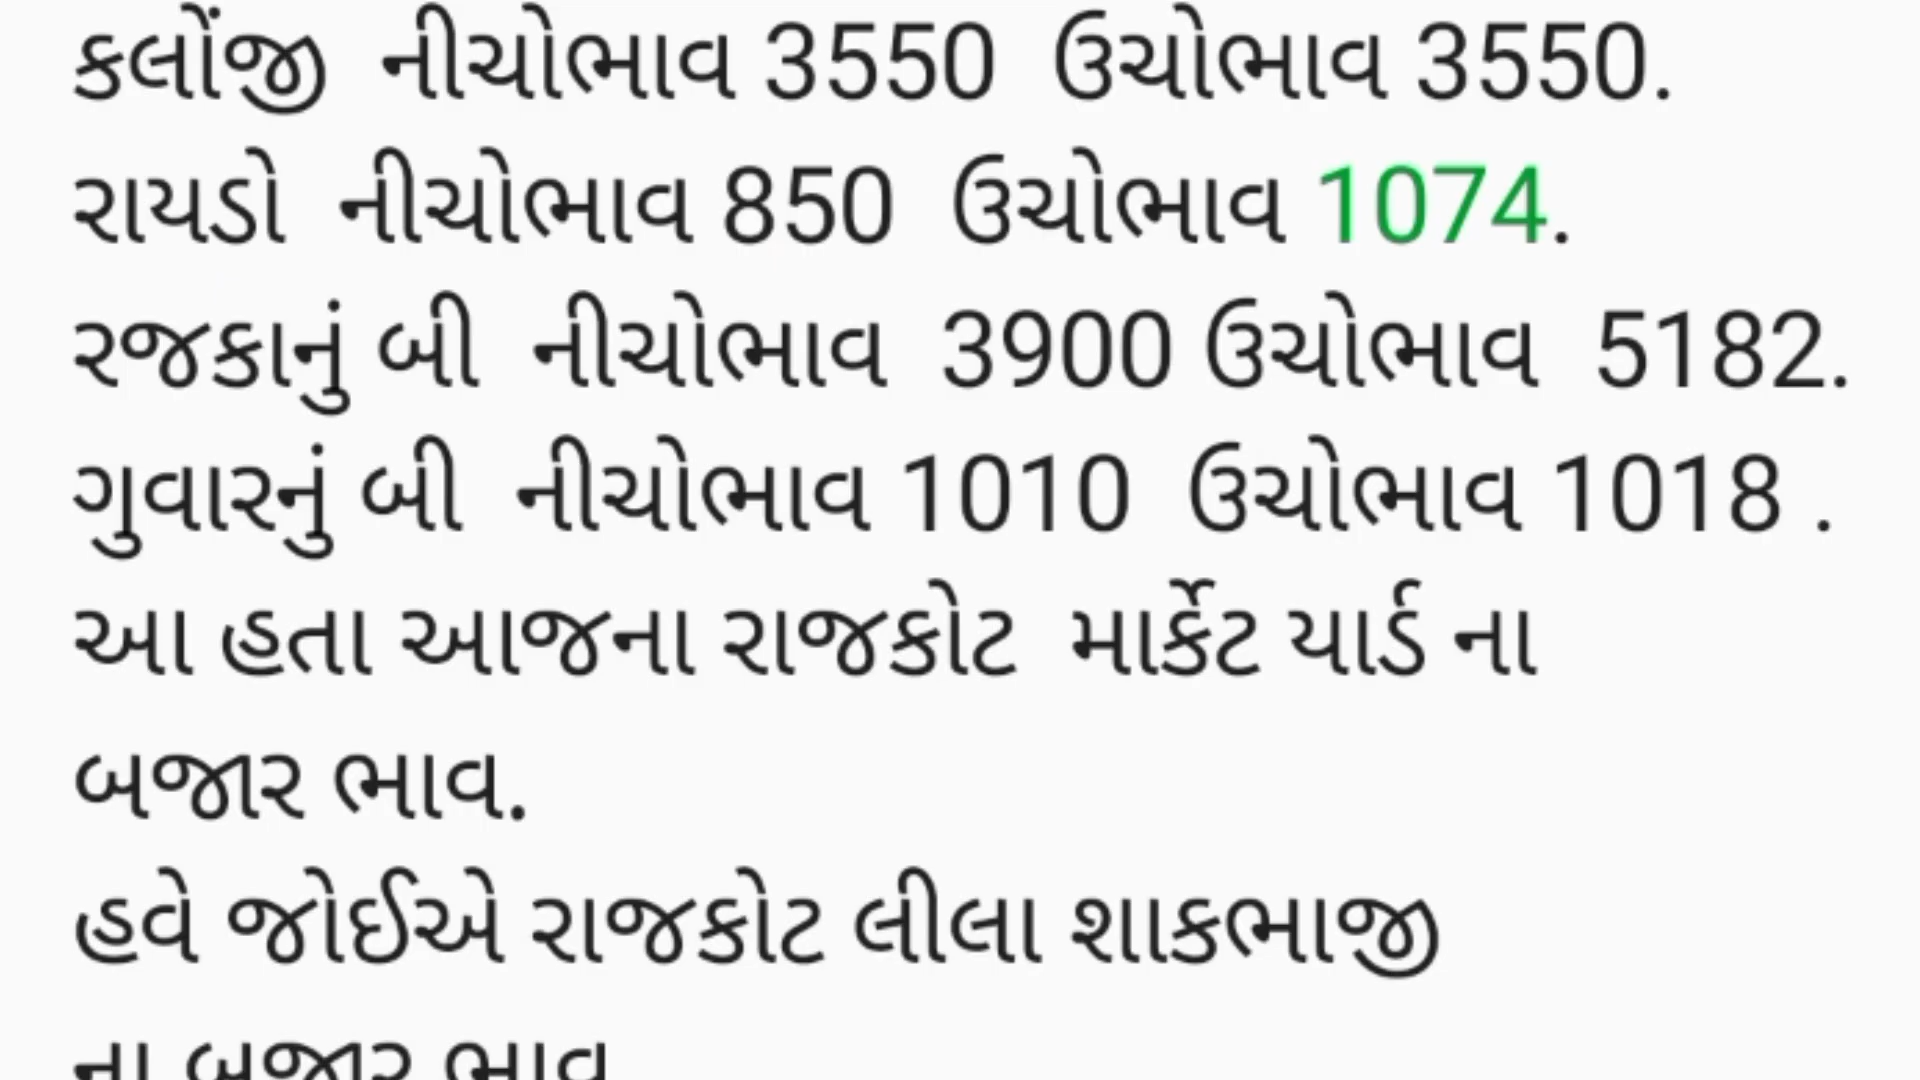 કલોંજી  નીચોભાવ 3550  ઉચોભાવ 3550.
રાયડો  નીચોભાવ 850  ઉચોભાવ 1074.
રજકાનું બી  નીચોભાવ  3900 ઉચોભાવ  5182.
ગુવારનું બી  નીચોભાવ 1010  ઉચોભાવ 1018 .
આ હતા આજના રાજકોટ  માર્કેટ યાર્ડ ના
બજાર ભાવ.
હવે જોઈએ રાજકોટ લીલા શાકભાજી
ના બજાર ભાવ